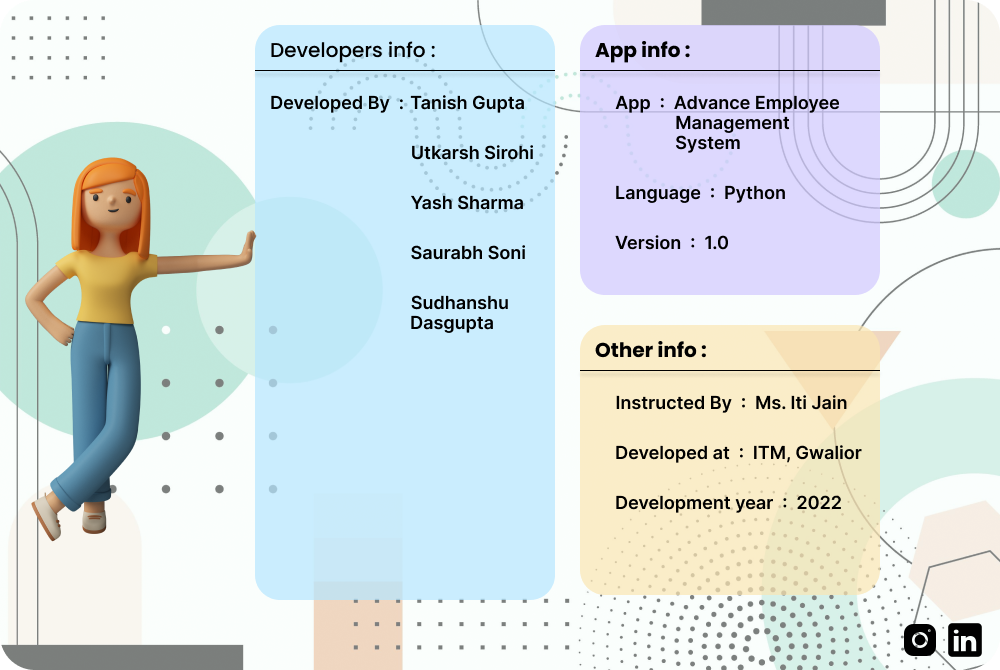 Developers info :
Developed By : Tanish Gupta
Utkarsh Sirohi
Yash Sharma
Saurabh Soni
Sudhanshu
Dasgupta
App info :
App : Advance Employee
Management
System
Language : Python
Version : 1.0
Other info :
Instructed By : Ms. Iti Jain
Developed at : ITM, Gwalior
Development year : 2022
in